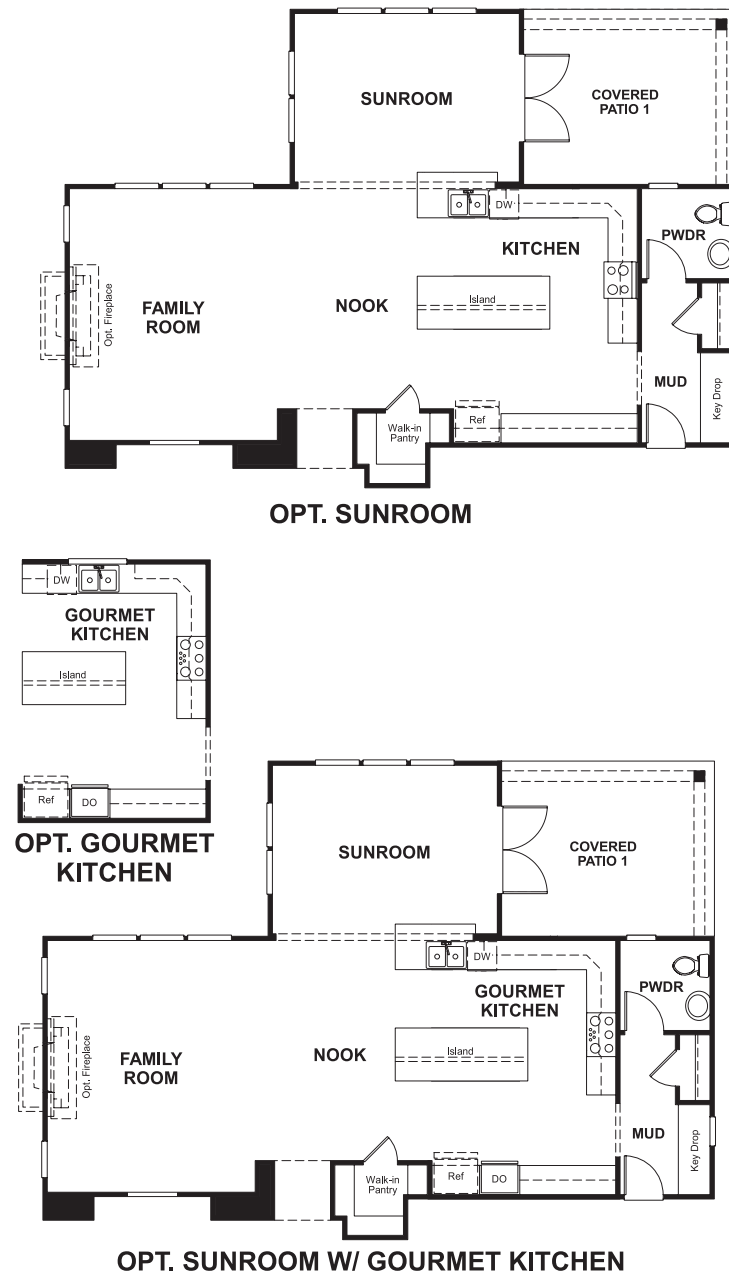 SUNROOM
COVERED
PATIO 1
DW
PWDR
KITCHEN
Opt. Fireplace
FAMILY
ROOM
NOOK
Island
MUD
Key Drop
Walk-in
Pantry
Ref
OPT. SUNROOM
DW
GOURMET
KITCHEN
Island
Ref
DO
OPT. GOURMET
KITCHEN
SUNROOM
COVERED
PATIO 1
DW
GOURMET
KITCHEN
PWDR
Opt. Fireplace
FAMILY
ROOM
NOOK
Island
MUD
Key Drop
Walk-in
Pantry
Ref
DO
OPT. SUNROOM W/ GOURMET KITCHEN